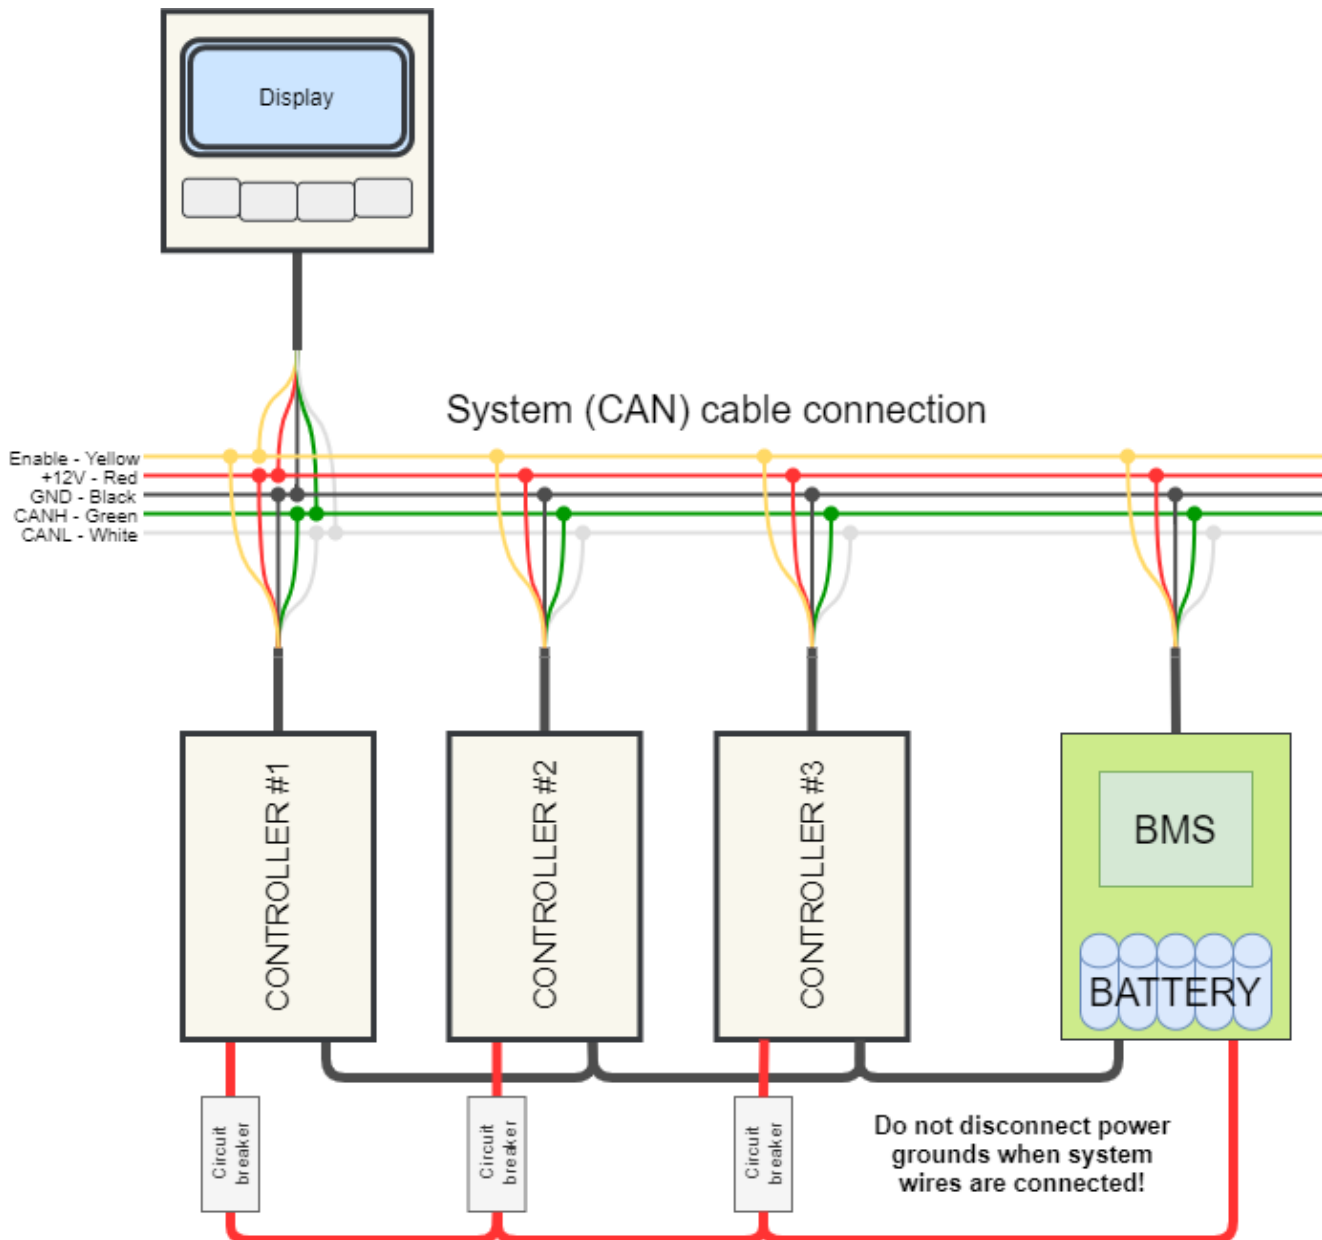 Display
System (CAN) cable connection
Enable - Yellow
+12V - Red
GND - Black
CANH - Green
CANL - White
CONTROLLER #1
CONTROLLER #2
CONTROLLER #3
BMS
BATTERY
Circuit
breaker
Circuit
breaker
Circuit
breaker
Do not disconnect power
grounds when system
wires are connected!